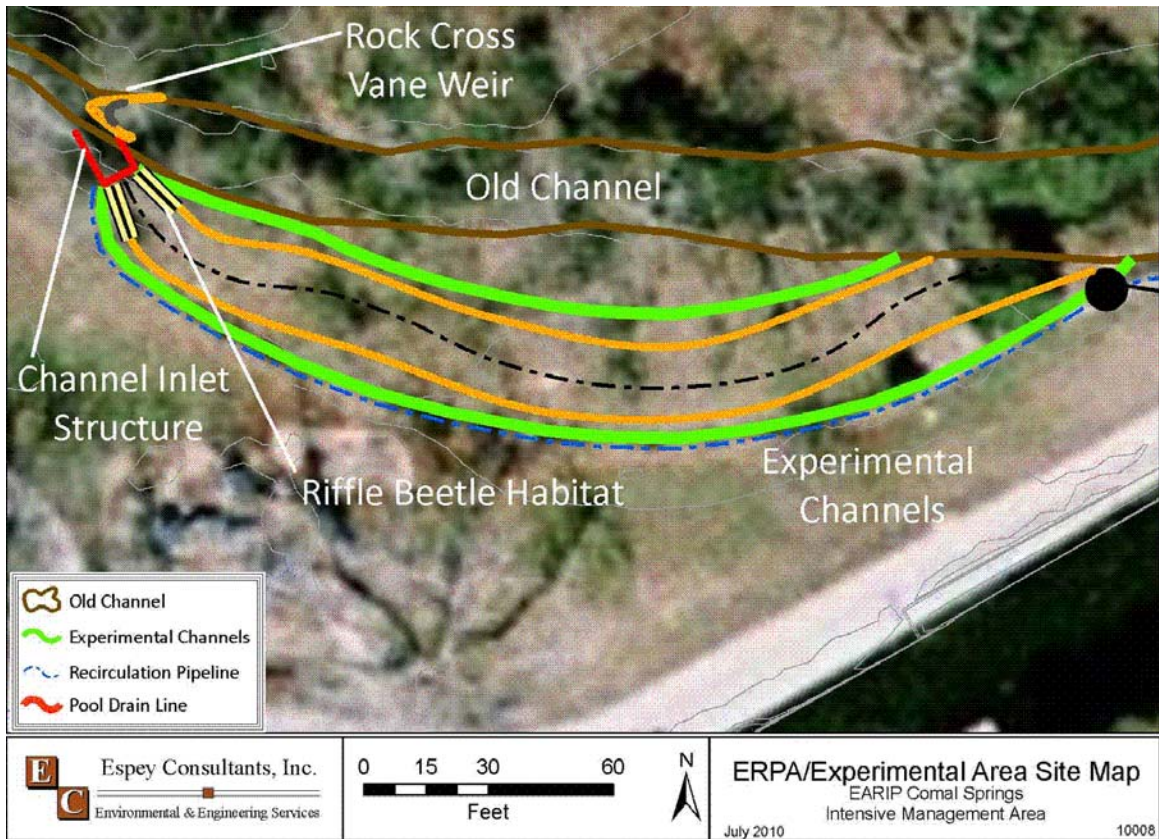 Rock Cross
Vane Weir
Old Channel
Channel Inlet
Structure
Riffle Beetle Habitat
Experimental
Channels
Old Channel
Experimental Channels
Recirculation Pipeline
Pool Drain Line
E
C
Espey Consultants, Inc.
Environmental & Engineering Services
0 15 30 60
Feet
N
ERPA/Experimental Area Site Map
EARIP Comal Springs
Intensive Management Area
July 2010 10008